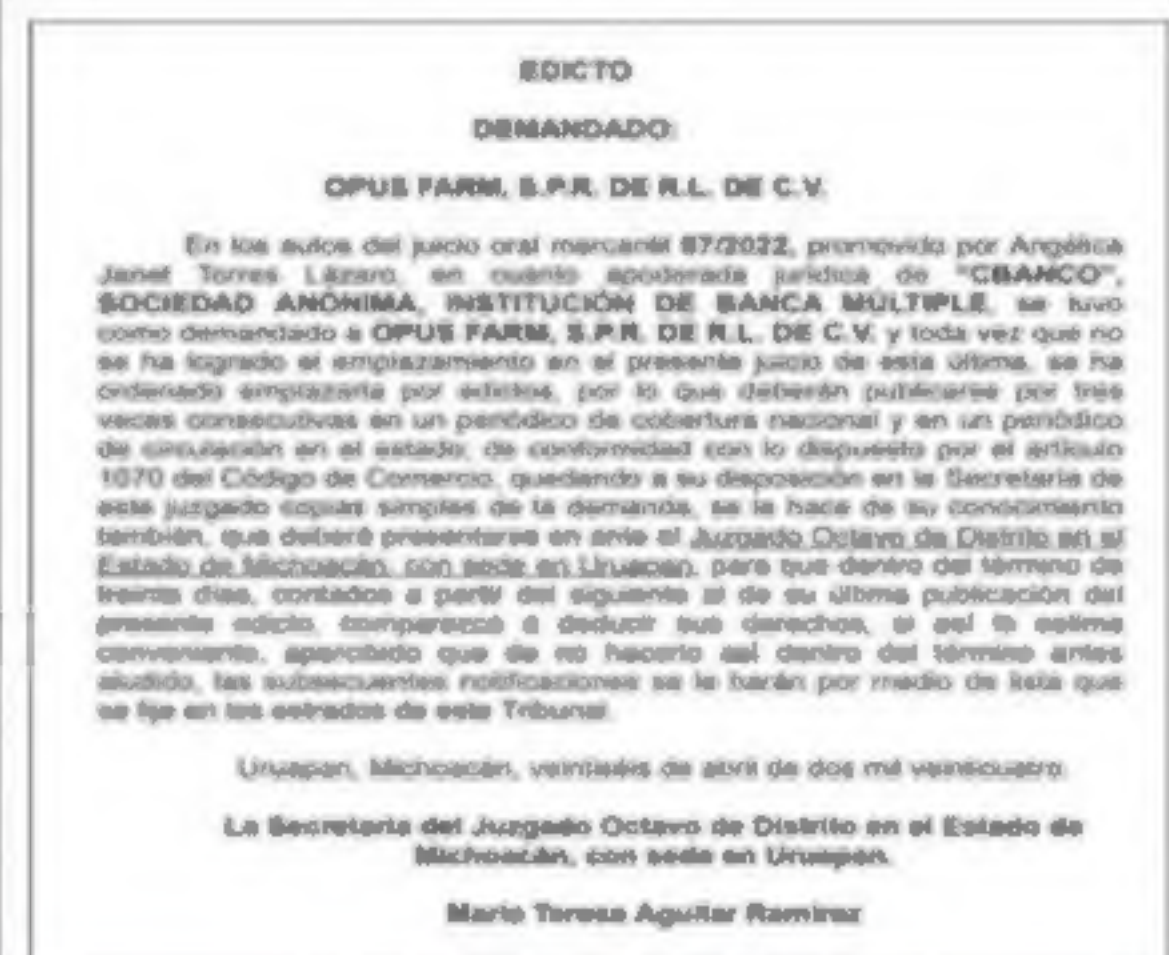 EDICTO
DEMANDADO:
OPUS FARM, S.P.R. DE R.L. DE C.V.
En los autos del juicio oral mercantil 87/2022, promovido por Angélica
Janet Torres Lázaro, en cuanto apoderada jurídica de "CIBANCO",
SOCIEDAD ANÓNIMA, INSTITUCIÓN DE BANCA MÚLTIPLE, se tuvo
como demandado a OPUS FARM, S.P.R. DE R.L. DE C.V. y toda vez que no
se ha logrado el emplazamiento en el presente juicio de esta última, se ha
ordenado emplazarla por edictos, por lo que deberán publicarse por tres
veces consecutivas en un periódico de cobertura nacional y en un periódico
de circulación en el estado, de conformidad con lo dispuesto por el artículo
1070 del Código de Comercio, quedando a su disposición en la Secretaría de
este juzgado copias simples de la demanda, se le hace de su conocimiento
también, que deberá presentarse en ante el Juzgado Octavo de Distrito en el
Estado de Michoacán, con sede en Uruapan, para que dentro del término de
treinta días, contados a partir del siguiente al de su última publicación del
presente edicto, comparezca a deducir sus derechos, si así lo estima
conveniente, apercibido que de no hacerlo así dentro del término antes
aludido, las subsecuentes notificaciones se le harán por medio de lista que
se fije en los estrados de este Tribunal.
Uruapan, Michoacán, veintiséis de abril de dos mil veinticuatro.
La Secretaria del Juzgado Octavo de Distrito en el Estado de
Michoacán, con sede en Uruapan.
María Teresa Aguilar Ramírez